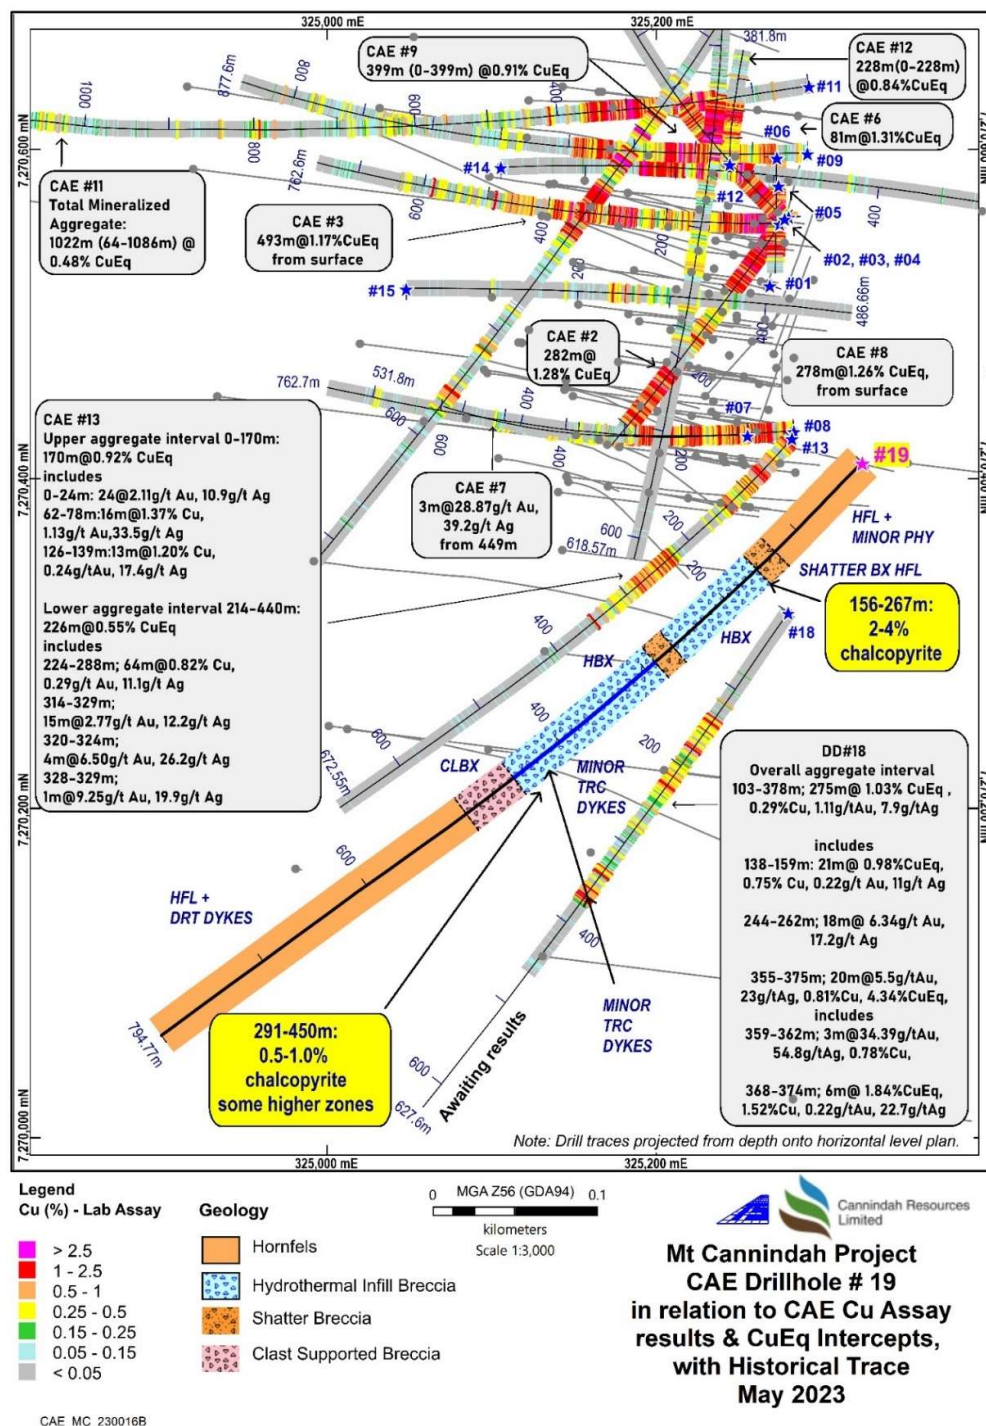 325,000 mE
325,200 mE
381.8m
CAE #9
399m (0-399m) @0.91% CuEq
CAE #12
228m(0-228m)
@0.84%CuEq
877.6m
800
1000
600
400
#11
CAE #6
81m@1.31%CuEq
7,270,600 mN
800
#06
#09
762.6m
#14
#12
400
CAE #11
Total Mineralized
Aggregate:
1022m (64-1086m) @
0.48% CuEq
600
#05
CAE #3
493m@1.17%CuEq
from surface
400
200
200
#02, #03, #04
#15
#01
400
486.66m
CAE #2
282m@
1.28% CuEq
CAE #8
278m@1.26% CuEq,
from surface
762.7m
531.8m
200
600
400
600
400
#07
#08
#13
200
#19
CAE #13
Upper aggregate interval 0-170m:
170m@0.92% CuEq
includes
0-24m: 24@2.11g/t Au, 10.9g/t Ag
62-78m:16m@1.37% Cu,
1.13g/t Au,33.5g/t Ag
126-139m:13m@1.20% Cu,
0.24g/tAu, 17.4g/t Ag
Lower aggregate interval 214-440m:
226m@0.55% CuEq
includes
224-288m; 64m@0.82% Cu,
0.29g/t Au, 11.1g/t Ag
314-329m;
15m@2.77g/t Au, 12.2g/t Ag
320-324m;
4m@6.50g/t Au, 26.2g/t Ag
328-329m;
1m@9.25g/t Au, 19.9g/t Ag
7,270,400 mN
CAE #7
3m@28.87g/t Au,
39.2g/t Ag
from 449m
600
618.57m
200
200
HFL +
MINOR PHY
SHATTER BX HFL
156-267m:
2-4%
chalcopyrite
#18
400
HBX
HBX
400
600
672.55m
200
CLBX
MINOR
TRC
DYKES
7,270,200 mN
DD#18
Overall aggregate interval
103-378m; 275m@ 1.03% CuEq ,
0.29%Cu, 1.11g/tAu, 7.9g/tAg
includes
138-159m: 21m@ 0.98%CuEq,
0.75% Cu, 0.22g/t Au, 11g/t Ag
244-262m; 18m@ 6.34g/t Au,
17.2g/t Ag
355-375m; 20m@5.5g/tAu,
23g/tAg, 0.81%Cu, 4.34%CuEq,
includes
359-362m; 3m@34.39g/tAu,
54.8g/tAg, 0.78%Cu,
368-374m; 6m@ 1.84%CuEq,
1.52%Cu, 0.22g/tAu, 22.7g/tAg
600
HFL +
DRT DYKES
400
MINOR
TRC
DYKES
794.77m
291-450m:
0.5-1.0%
chalcopyrite
some higher zones
600
627.6m
Awaiting results
7,270,000 mN
Note: Drill traces projected from depth onto horizontal level plan.
325,000 mE
325,200 mE
Legend
Cu (%) - Lab Assay
> 2.5
1 - 2.5
0.5 - 1
0.25 - 0.5
0.15 - 0.25
0.05 - 0.15
< 0.05
Geology
Hornfels
Hydrothermal Infill Breccia
Shatter Breccia
Clast Supported Breccia
0 MGA Z56 (GDA94) 0.1
kilometers
Scale 1:3,000
Cannindah Resources
Limited
Mt Cannindah Project
CAE Drillhole # 19
in relation to CAE Cu Assay
results & CuEq Intercepts,
with Historical Trace
May 2023
CAE_MC_230016B